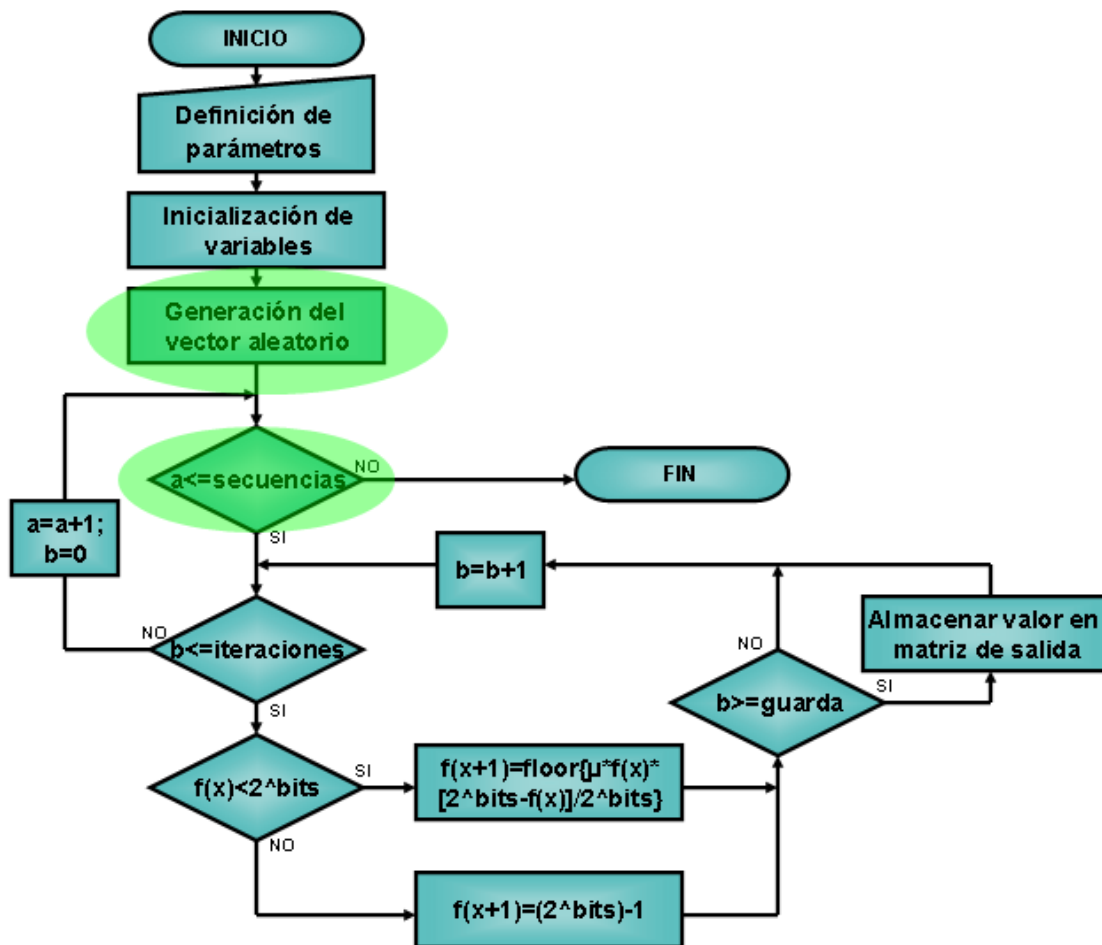 INICIO
Definición de
parámetros
Inicialización de
variables
Generación del
vector aleatorio
a<=secuencias
NO
FIN
SI
a=a+1;
b=0
b=b+1
NO
b<=iteraciones
SI
Almacenar valor en
matriz de salida
NO
b>=guarda
SI
f(x)<2^bits
SI
NO
f(x+1)=floor{µ*f(x)*
[2^bits-f(x)]/2^bits}
f(x+1)=(2^bits)-1